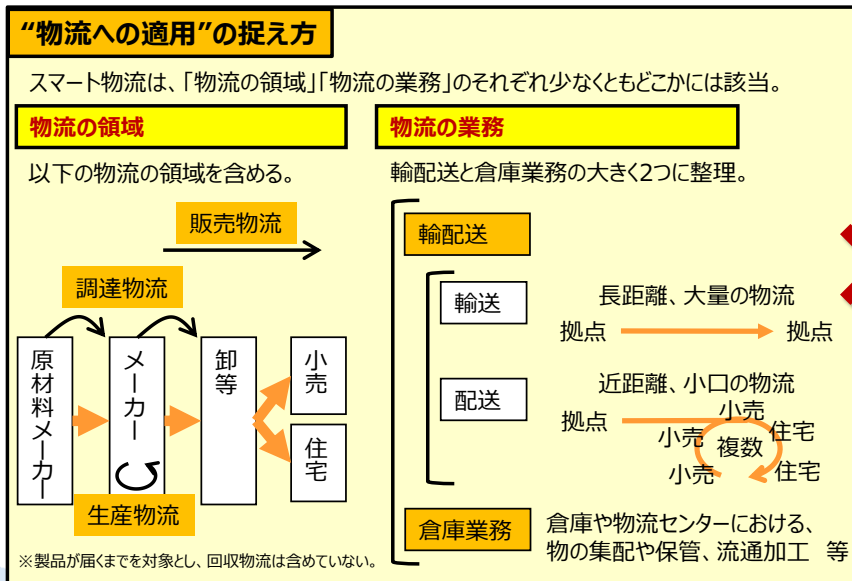 “物流への適用”の捉え方
スマート物流は、「物流の領域」「物流の業務」のそれぞれ少なくともどこかには該当。
物流の領域
以下の物流の領域を含める。
販売物流
調達物流
原材料メーカー
メーカー
卸等
小売
住宅
生産物流
※製品が届くまでを対象とし、回収物流は含めていない。
物流の業務
輸配送と倉庫業務の大きく2つに整理。
輸配送
輸送
長距離、大量の物流
拠点 拠点
配送
近距離、小口の物流
拠点
小売
小売 複数 住宅
小売 住宅
倉庫業務
倉庫や物流センターにおける、
物の集配や保管、流通加工 等